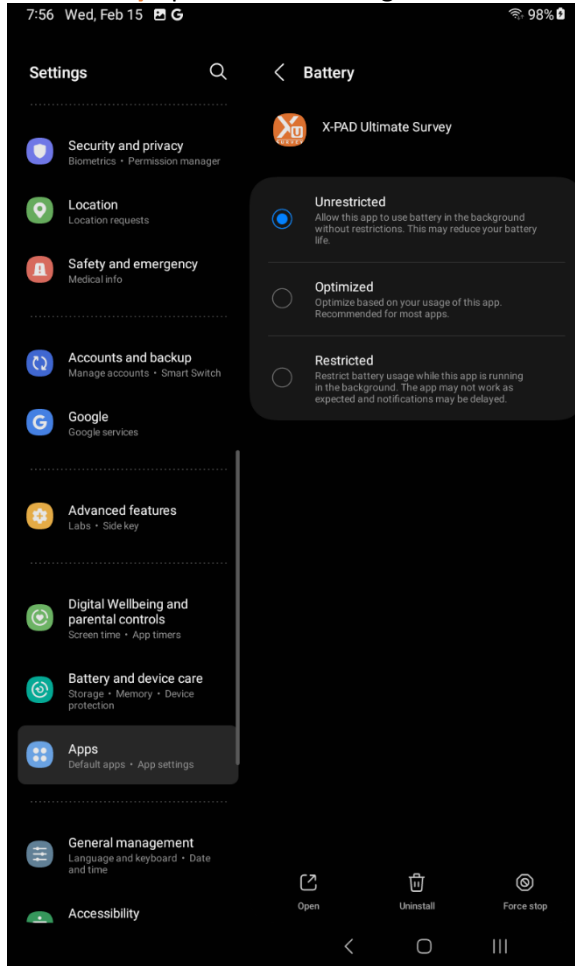 7:56 Wed, Feb 15 G
98%
Settings
Security and privacy
Biometrics • Permission manager
Location
Location requests
Safety and emergency
Medical info
Accounts and backup
Manage accounts • Smart Switch
G
Google
Google services
Advanced features
Labs • Side key
Digital Wellbeing and
parental controls
Screen time • App timers
Battery and device care
Storage • Memory • Device
protection
Apps
Default apps • App settings
General management
Language and keyboard • Date
and time
Accessibility
Battery
XU
SURVEY
X-PAD Ultimate Survey
Unrestricted
Allow this app to use battery in the background
without restrictions. This may reduce your battery
life.
Optimized
Optimize based on your usage of this app.
Recommended for most apps.
Restricted
Restrict battery usage while this app is running
in the background. The app may not work as
expected and notifications may be delayed.
Open
Uninstall
Force stop